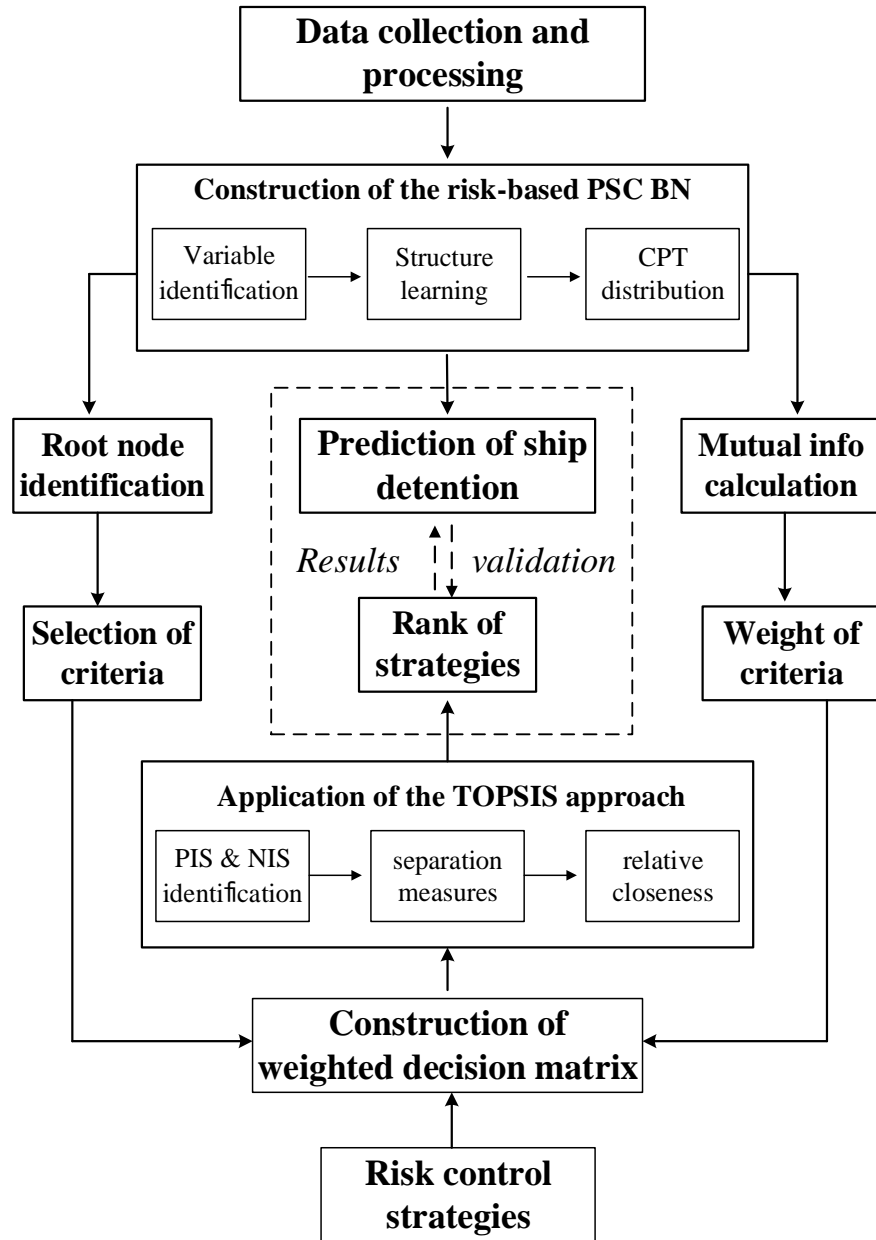 Data collection and
processing
Construction of the risk-based PSC BN
Variable
identification
Structure
learning
CPT
distribution
Root node
identification
Prediction of ship
detention
Mutual info
calculation
Results
validation
Selection of
criteria
Rank of
strategies
Weight of
criteria
Application of the TOPSIS approach
PIS & NIS
identification
separation
measures
relative
closeness
Construction of
weighted decision matrix
Risk control
strategies